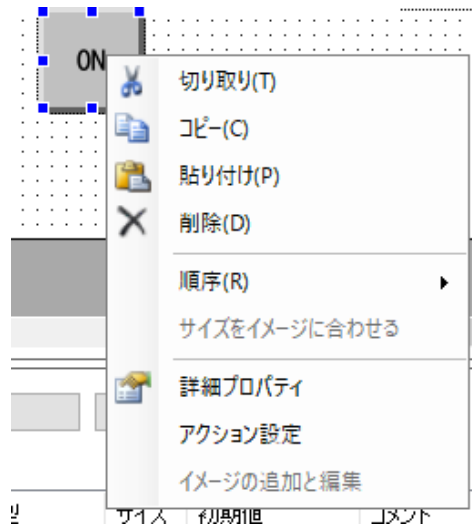 ON
切り取り(T)
コピー(C)
貼り付け(P)
削除(D)
順序(R)
サイズをイメージに合わせる
詳細プロパティ
アクション設定
イメージの追加と編集
サイズ 初期値 コメント